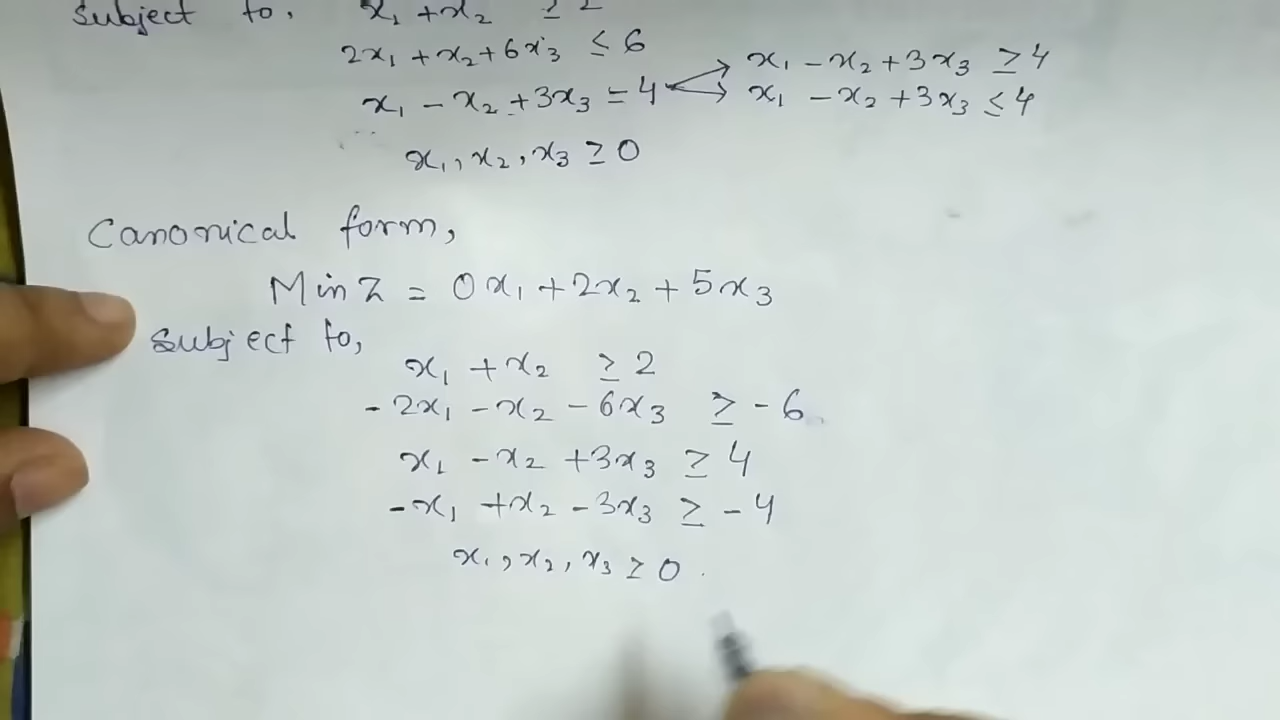 Subject to, x₁ + x₂ ≥ 2
2x₁ + x₂ + 6x₃ ≤ 6
x₁ - x₂ + 3x₃ = 4
x₁ - x₂ + 3x₃ ≥ 4
x₁ - x₂ + 3x₃ ≤ 4
x₁, x₂, x₃ ≥ 0
Canonical form,
Min Z = 0x₁ + 2x₂ + 5x₃
Subject to,
x₁ + x₂ ≥ 2
- 2x₁ - x₂ - 6x₃ ≥ - 6
x₁ - x₂ + 3x₃ ≥ 4
- x₁ + x₂ - 3x₃ ≥ - 4
x₁, x₂, x₃ ≥ 0.